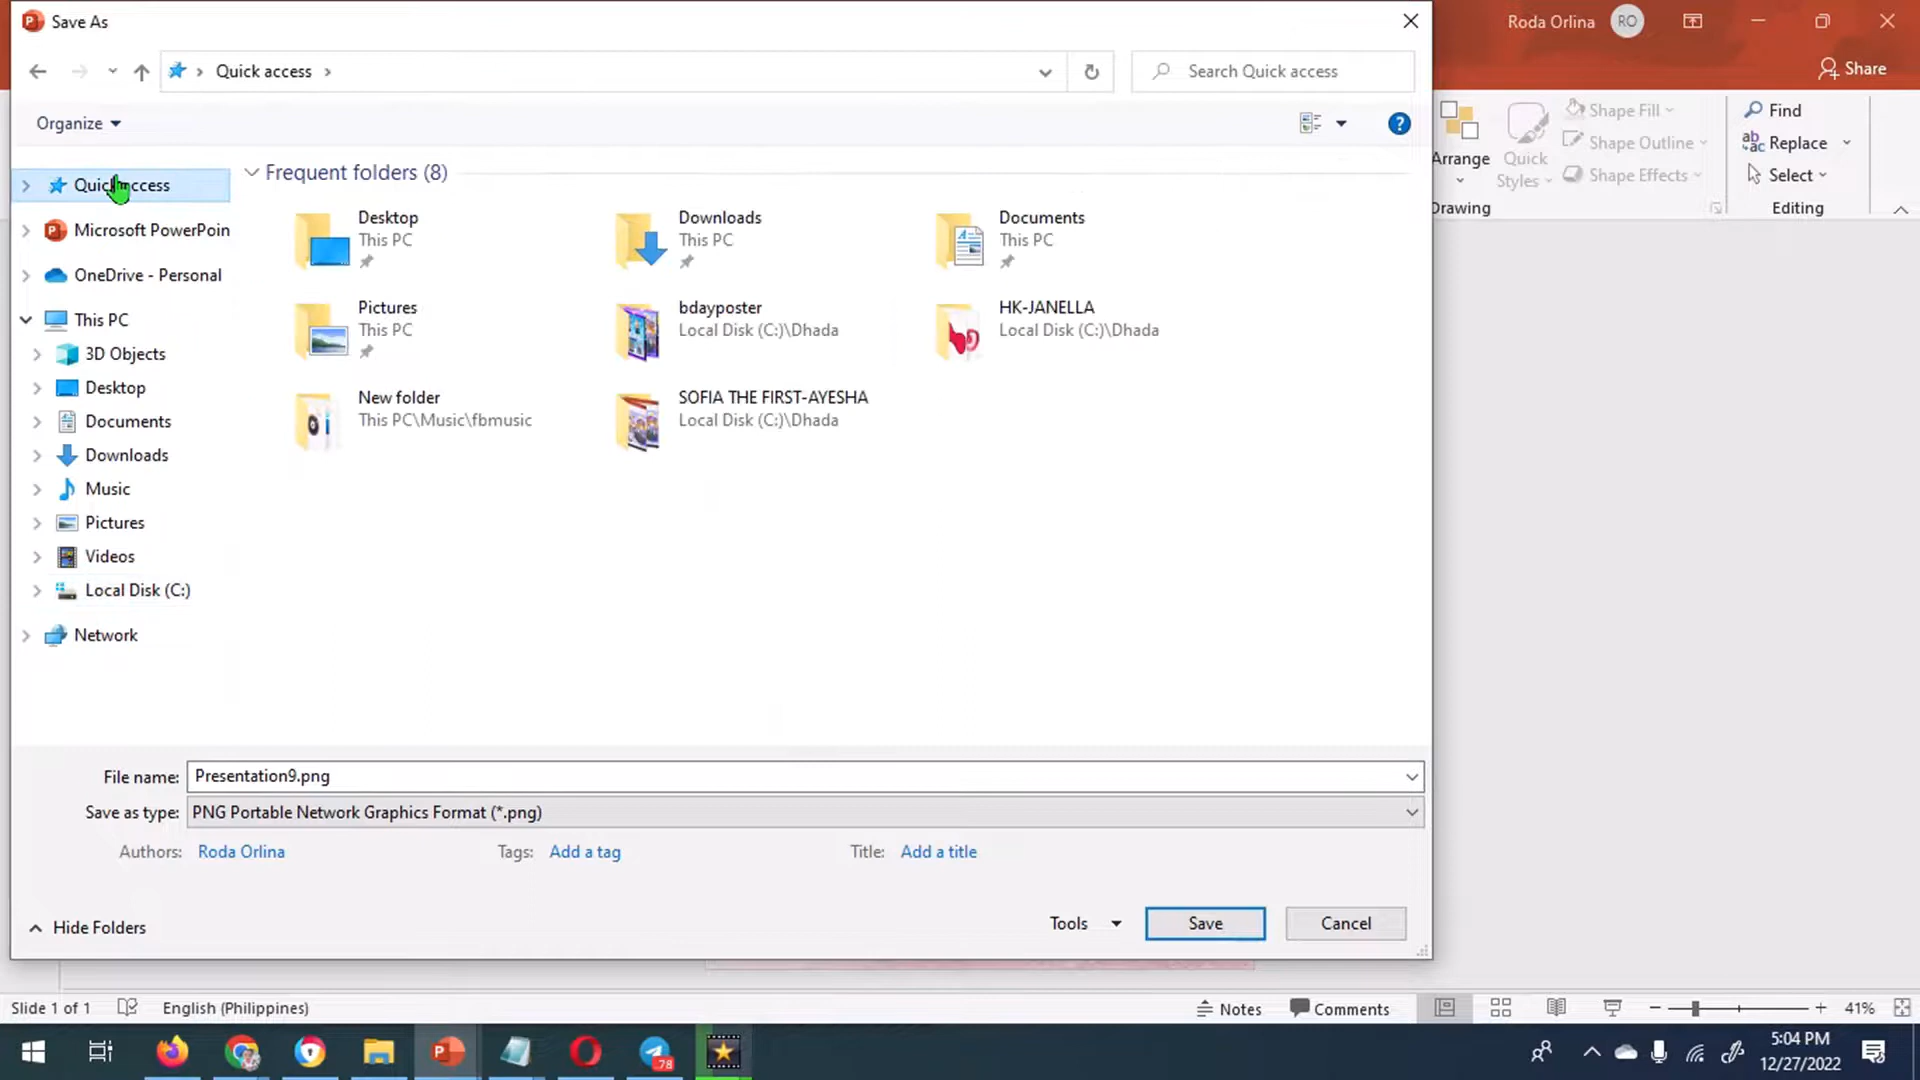 Save As
Roda Orlina
RO
Quick access
Search Quick access
Share
Organize
Shape Fill
Find
Arrange
Quick Styles
Shape Outline
Replace
Shape Effects
Select
Drawing
Editing
Quick access
Microsoft PowerPoin
OneDrive - Personal
This PC
3D Objects
Desktop
Documents
Downloads
Music
Pictures
Videos
Local Disk (C:)
Network
Frequent folders (8)
Desktop
This PC
Downloads
This PC
Documents
This PC
Pictures
This PC
bdayposter
Local Disk (C:)\Dhada
HK-JANELLA
Local Disk (C:)\Dhada
New folder
This PC\Music\fbmusic
SOFIA THE FIRST-AYESHA
Local Disk (C:)\Dhada
File name: Presentation9.png
Save as type: PNG Portable Network Graphics Format (*.png)
Authors: Roda Orlina Tags: Add a tag Title: Add a title
Hide Folders
Tools
Save
Cancel
Slide 1 of 1
English (Philippines)
Notes
Comments
41%
78
5:04 PM
12/27/2022